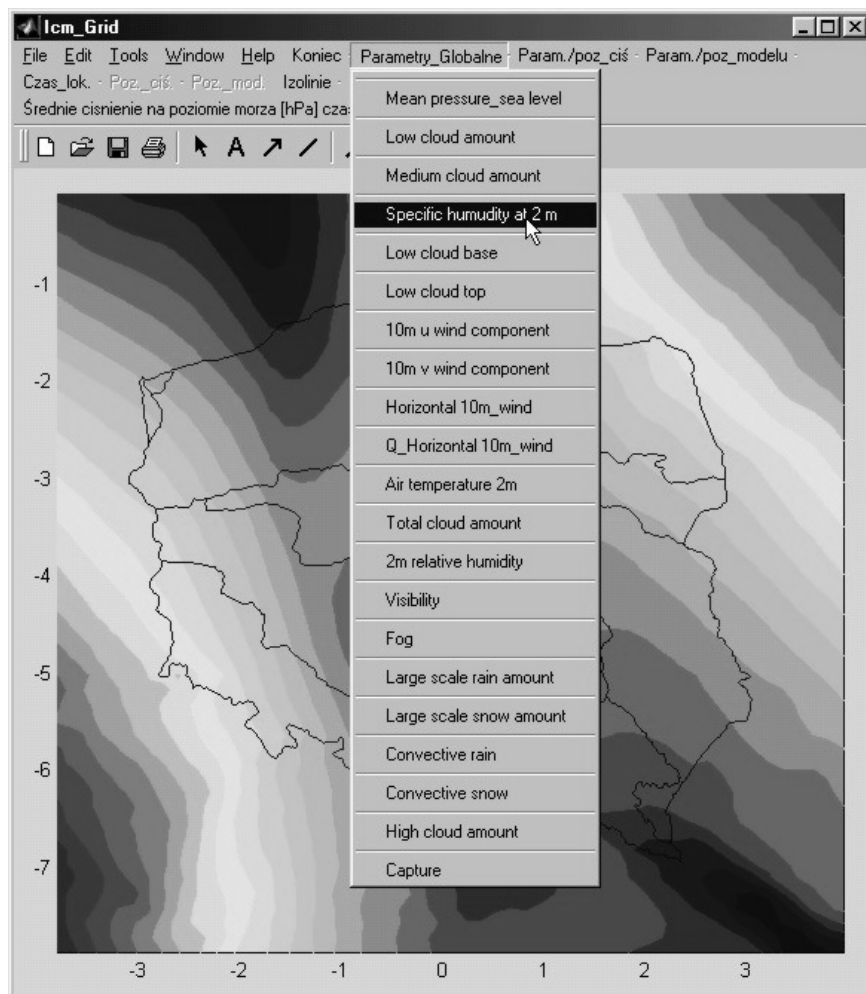 Icm_Grid
File Edit Tools Window Help Koniec - Parametry_Globalne - Param./poz_ciś - Param./poz_modelu -
Czas_lok. - Poz._ciś. - Poz._mod. Izolinie -
Średnie cisnienie na poziomie morza [hPa]
A
Mean pressure_sea level
Low cloud amount
Medium cloud amount
Specific humudity at 2 m
Low cloud base
Low cloud top
10m u wind component
10m v wind component
Horizontal 10m_wind
Q_Horizontal 10m_wind
Air temperature 2m
Total cloud amount
2m relative humidity
Visibility
Fog
Large scale rain amount
Large scale snow amount
Convective rain
Convective snow
High cloud amount
Capture
-1
-2
-3
-4
-5
-6
-7
-3 -2 -1 0 1 2 3